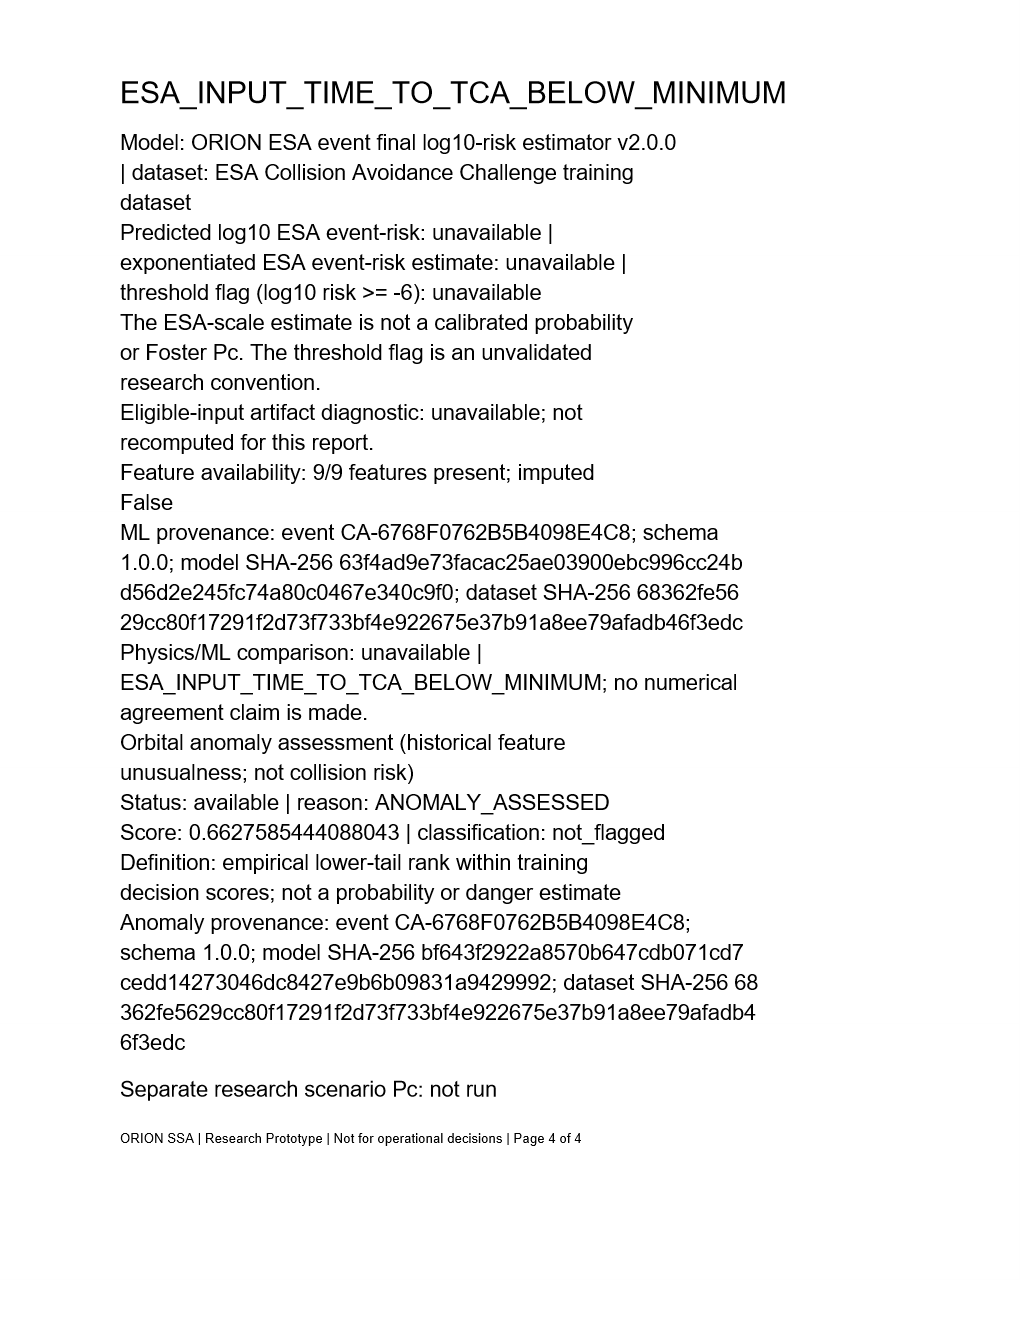 ESA_INPUT_TIME_TO_TCA_BELOW_MINIMUM
Model: ORION ESA event final log10-risk estimator v2.0.0
| dataset: ESA Collision Avoidance Challenge training
dataset
Predicted log10 ESA event-risk: unavailable |
exponentiated ESA event-risk estimate: unavailable |
threshold flag (log10 risk >= -6): unavailable
The ESA-scale estimate is not a calibrated probability
or Foster Pc. The threshold flag is an unvalidated
research convention.
Eligible-input artifact diagnostic: unavailable; not
recomputed for this report.
Feature availability: 9/9 features present; imputed
False
ML provenance: event CA-6768F0762B5B4098E4C8; schema
1.0.0; model SHA-256 63f4ad9e73facac25ae03900ebc996cc24b
d56d2e245fc74a80c0467e340c9f0; dataset SHA-256 68362fe56
29cc80f17291f2d73f733bf4e922675e37b91a8ee79afadb46f3edc
Physics/ML comparison: unavailable |
ESA_INPUT_TIME_TO_TCA_BELOW_MINIMUM; no numerical
agreement claim is made.
Orbital anomaly assessment (historical feature
unusualness; not collision risk)
Status: available | reason: ANOMALY_ASSESSED
Score: 0.6627585444088043 | classification: not_flagged
Definition: empirical lower-tail rank within training
decision scores; not a probability or danger estimate
Anomaly provenance: event CA-6768F0762B5B4098E4C8;
schema 1.0.0; model SHA-256 bf643f2922a8570b647cdb071cd7
cedd14273046dc8427e9b6b09831a9429992; dataset SHA-256 68
362fe5629cc80f17291f2d73f733bf4e922675e37b91a8ee79afadb4
6f3edc
Separate research scenario Pc: not run
ORION SSA | Research Prototype | Not for operational decisions | Page 4 of 4